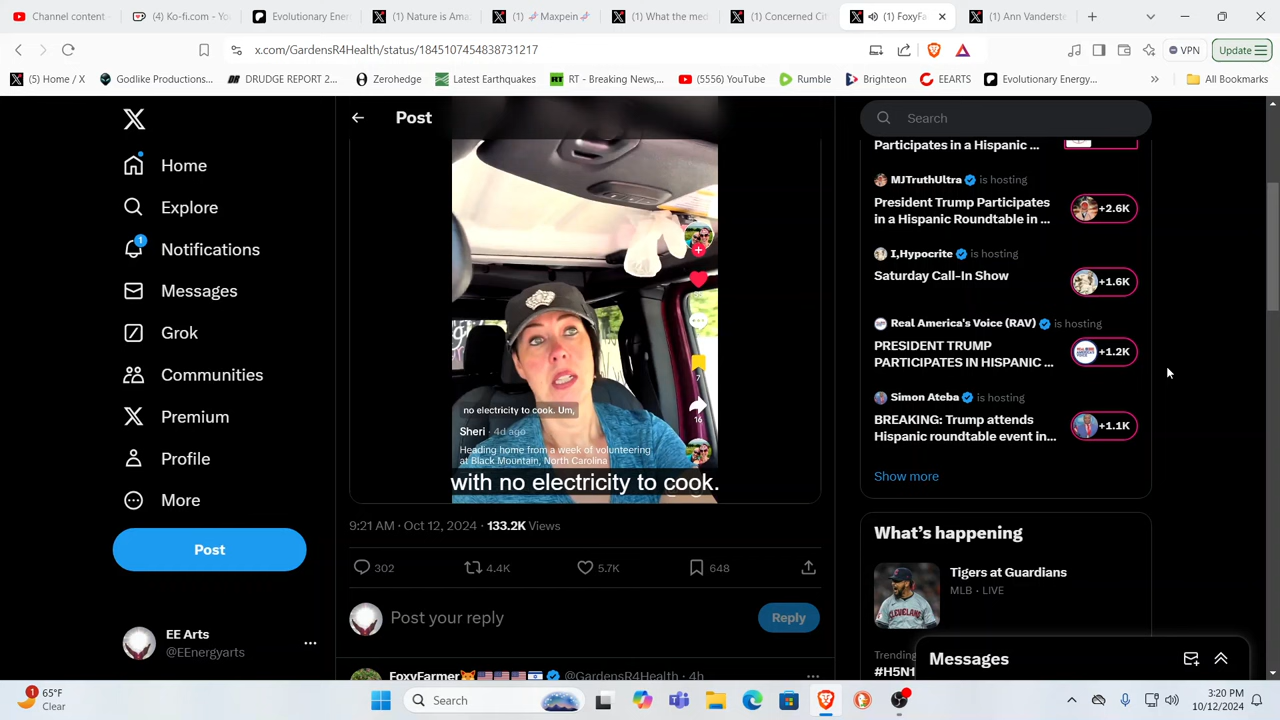 (1) Channel content
(4) Ko-fi.com - Yo
Evolutionary Ener
(1) Nature is Ama
(1) 🧬Maxpein🧬
(1) What the med
(1) Concerned Cit
(1) FoxyFa
(1) Ann Vanderste
x.com/GardensR4Health/status/1845107454838731217
VPN
Update
(5) Home / X
Godlike Productions...
DRUDGE REPORT 2...
Zerohedge
Latest Earthquakes
RT - Breaking News,...
(5556) YouTube
Rumble
Brighteon
EEARTS
Evolutionary Energy...
»
All Bookmarks
Home
Explore
1
Notifications
Messages
Grok
Communities
Premium
Profile
More
Post
EE Arts
@EEnergyarts
Post
no electricity to cook. Um,
Sheri · 4d ago
Heading home from a week of volunteering
at Black Mountain, North Carolina
with no electricity to cook.
7
16
9:21 AM · Oct 12, 2024 · 133.2K Views
302
4.4K
5.7K
648
Post your reply
Reply
FoxyFarmer🦊🇺🇸🇺🇸🇺🇸🇮🇱 @GardensR4Health · 4h
Search
Participates in a Hispanic ...
MJTruthUltra is hosting
President Trump Participates
in a Hispanic Roundtable in ...
+2.6K
I,Hypocrite is hosting
Saturday Call-In Show
+1.6K
Real America's Voice (RAV) is hosting
PRESIDENT TRUMP
PARTICIPATES IN HISPANIC ...
+1.2K
Simon Ateba is hosting
BREAKING: Trump attends
Hispanic roundtable event in...
+1.1K
Show more
What's happening
Tigers at Guardians
MLB · LIVE
Trending
#H5N1
Messages
1
65°F
Clear
Search
3:20 PM
10/12/2024